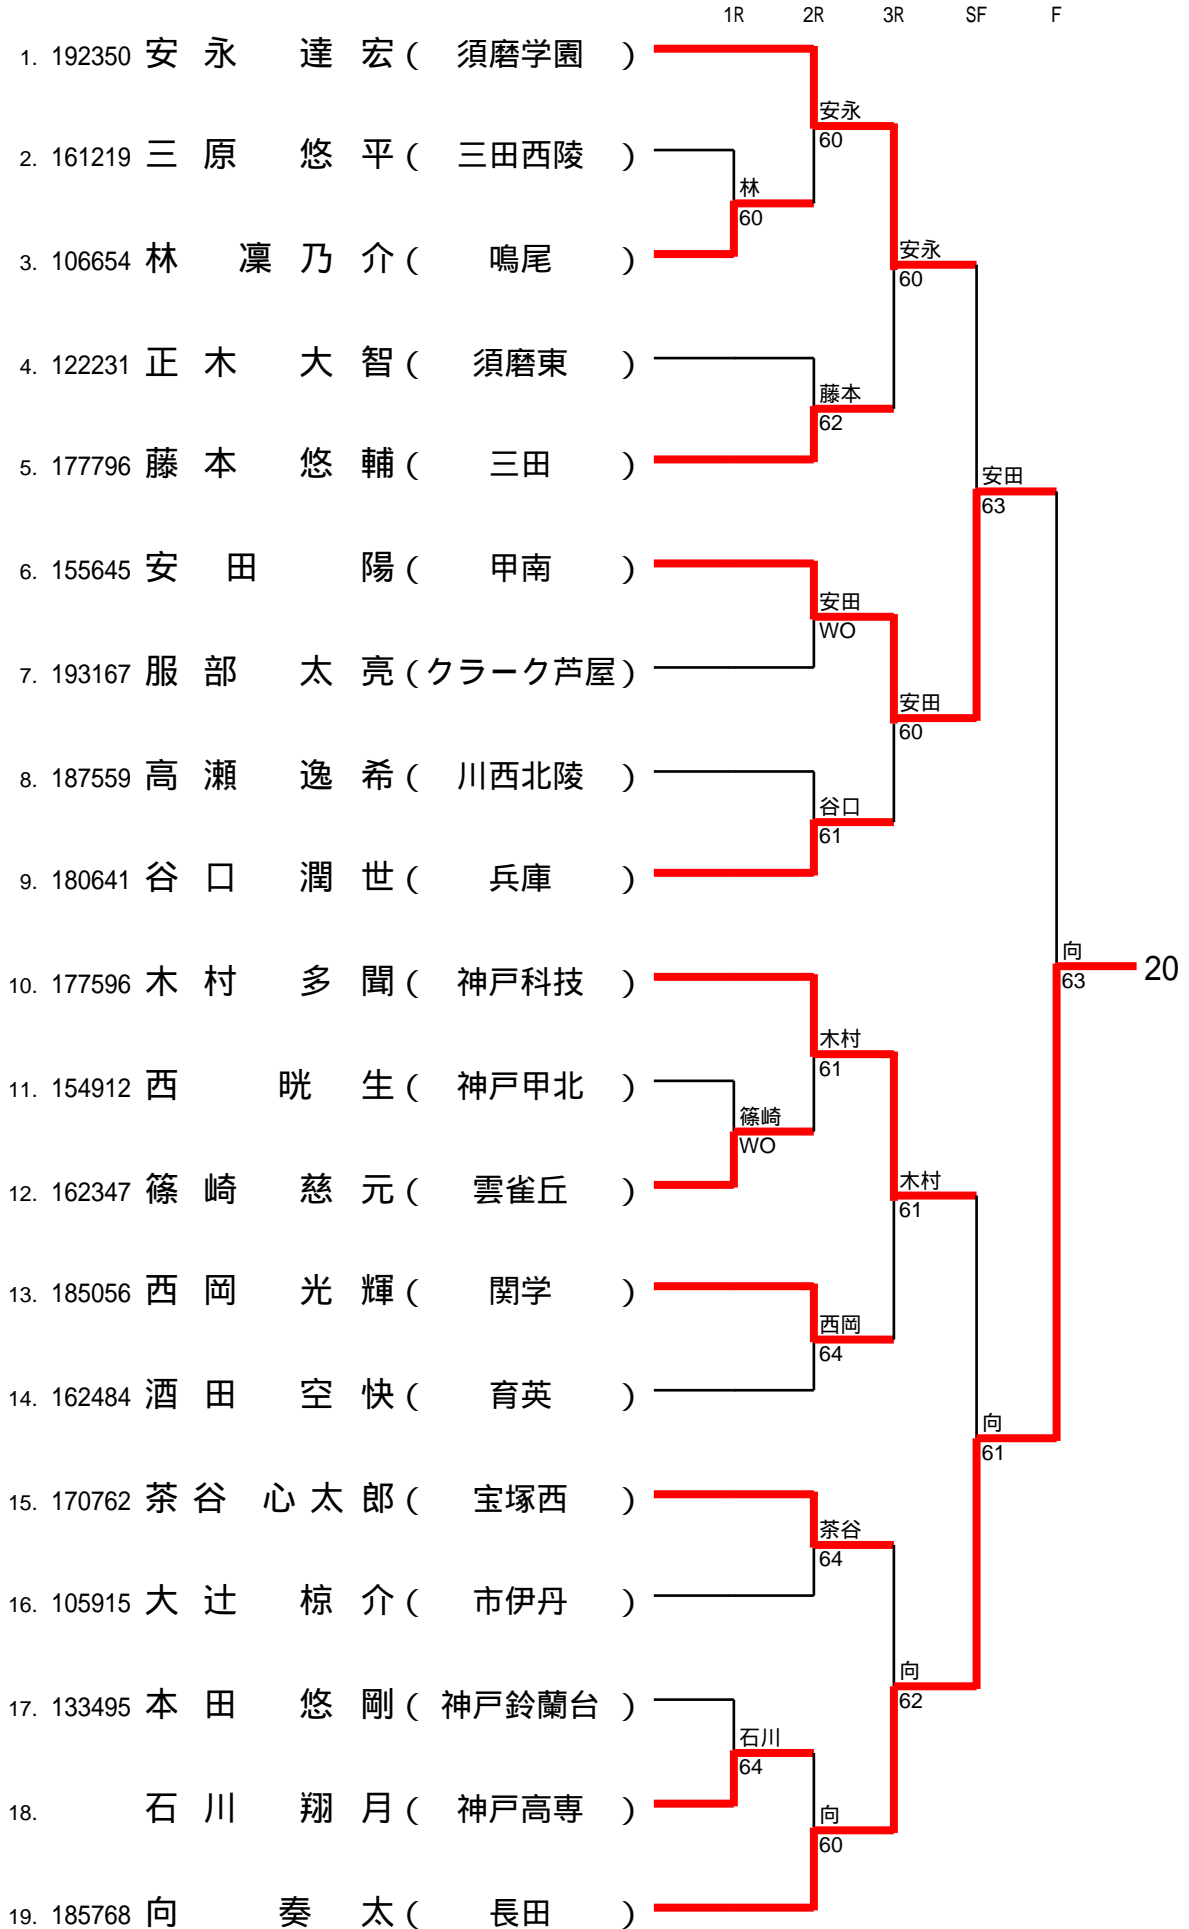 1R 2R 3R SF F
1. 192350 安永 達宏 ( 須磨学園 )
安永
60
2. 161219 三原 悠平 ( 三田西陵 )
林
60
3. 106654 林 凜乃介 ( 鳴尾 )
安永
60
4. 122231 正木 大智 ( 須磨東 )
藤本
62
5. 177796 藤本 悠輔 ( 三田 )
安田
63
6. 155645 安田 陽 ( 甲南 )
安田
WO
7. 193167 服部 太亮 ( クラーク芦屋 )
安田
60
8. 187559 高瀬 逸希 ( 川西北陵 )
谷口
61
9. 180641 谷口 潤世 ( 兵庫 )
向
63
20
10. 177596 木村 多聞 ( 神戸科技 )
木村
61
11. 154912 西 晄生 ( 神戸甲北 )
篠崎
WO
12. 162347 篠崎 慈元 ( 雲雀丘 )
木村
61
13. 185056 西岡 光輝 ( 関学 )
西岡
64
14. 162484 酒田 空快 ( 育英 )
向
61
15. 170762 茶谷 心太郎 ( 宝塚西 )
茶谷
64
16. 105915 大辻 椋介 ( 市伊丹 )
向
62
17. 133495 本田 悠剛 ( 神戸鈴蘭台 )
石川
64
18. 石川 翔月 ( 神戸高専 )
向
60
19. 185768 向 奏太 ( 長田 )